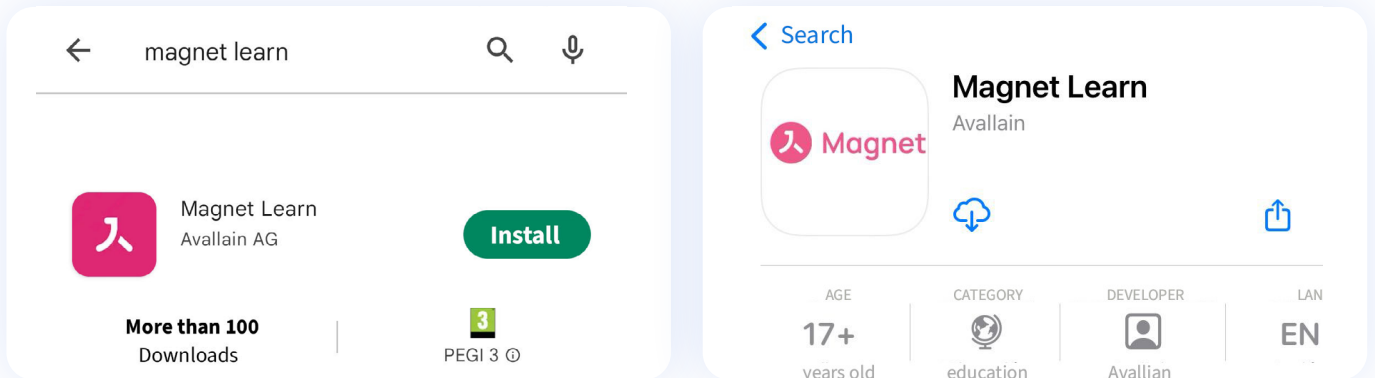 magnet learn
Magnet Learn
Avallain AG
Install
More than 100
Downloads
3
PEGI 3
Search
Magnet
Magnet Learn
Avallain
AGE
CATEGORY
DEVELOPER
LAN
17+
EN
years old
education
Avallian